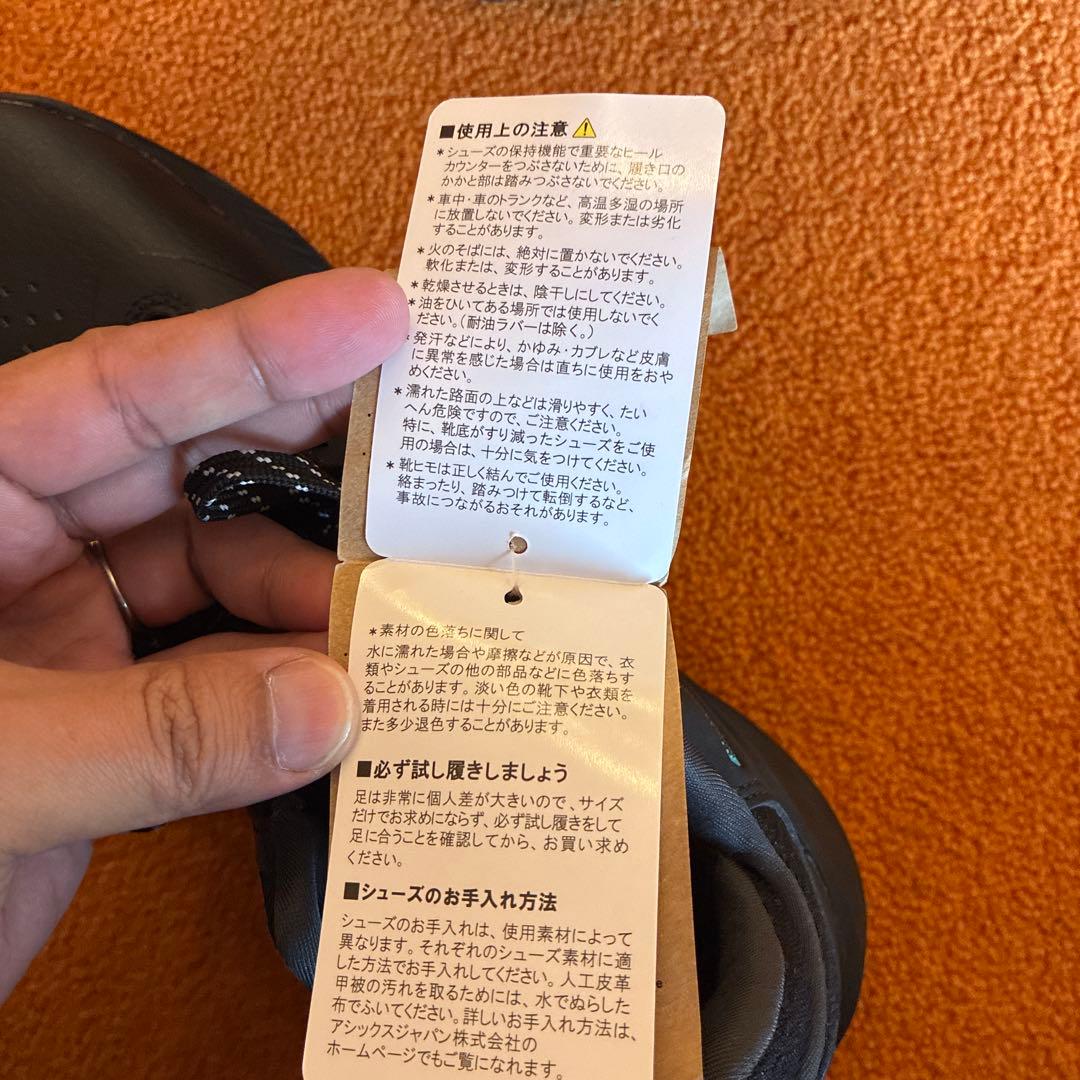 ■使用上の注意
*シューズの保持機能で重要なヒール
カウンターをつぶさないために、履き口の
かかと部は踏みつぶさないでください。
*車中・車のトランクなど、高温多湿の場所
に放置しないでください。変形または劣化
することがあります。
*火のそばには、絶対に置かないでください。
軟化または、変形することがあります。
*乾燥させるときは、陰干しにしてください。
*油をひいてある場所では使用しないでく
ださい。(耐油ラバーは除く。)
*発汗などにより、かゆみ・カブレなど皮膚
に異常を感じた場合は直ちに使用をおや
めください。
*濡れた路面の上などは滑りやすく、たい
へん危険ですので、ご注意ください。
特に、靴底がすり減ったシューズをご使
用の場合は、十分に気をつけてください。
*靴ヒモは正しく結んでご使用ください。
絡まったり、踏みつけて転倒するなど、
事故につながるおそれがあります。
*素材の色落ちに関して
水に濡れた場合や摩擦などが原因で、衣
類やシューズの他の部品などに色落ちす
ることがあります。淡い色の靴下や衣類を
着用される時には十分にご注意ください。
また多少退色することがあります。
■必ず試し履きしましょう
足は非常に個人差が大きいので、サイズ
だけでお求めにならず、必ず試し履きをして
足に合うことを確認してから、お買い求め
ください。
■シューズのお手入れ方法
シューズのお手入れは、使用素材によって
異なります。それぞれのシューズ素材に適
した方法でお手入れしてください。人工皮革
甲被の汚れを取るためには、水でぬらした
布でふいてください。詳しいお手入れ方法は、
アシックスジャパン株式会社の
ホームページでもご覧になれます。